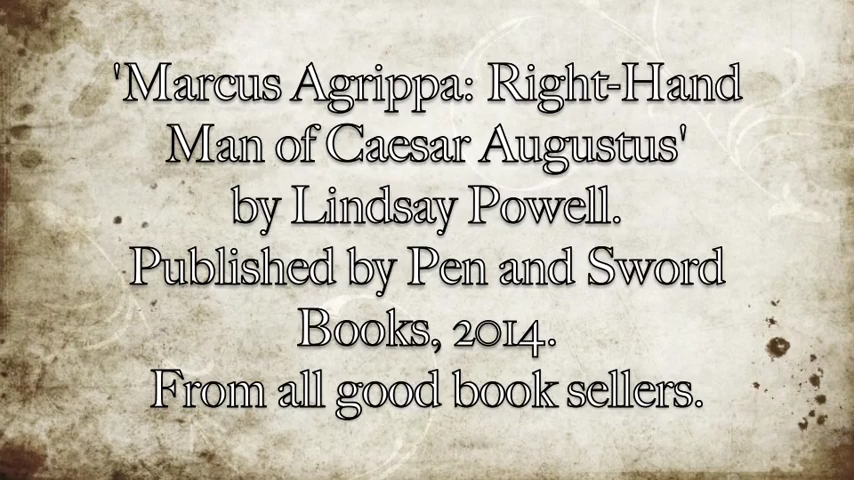 'Marcus Agrippa: Right-Hand
Man of Caesar Augustus'
by Lindsay Powell.
Published by Pen and Sword
Books, 2014.
From all good book sellers.